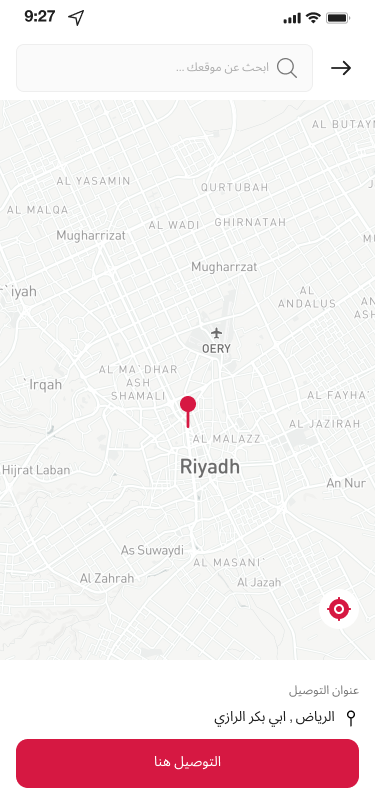 9:27
ابحث عن موقعك ...
AL BUTAYN
AL YASAMIN
QURTUBAH
AL MALQA
AL WADI
GHIRNATAH
Mugharrizat
Mugharrzat
r`iyah
AL
ANDALUS
OERY
AL MA`DHAR
ASH
SHAMALI
`Irqah
AL FAYHA`
AL JAZIRAH
AL MALAZZ
Riyadh
Hijrat Laban
An Nur
As Suwaydi
AL MASANI`
Al Zahrah
Al Jazah
عنوان التوصيل
الرياض , ابي بكر الرازي
التوصيل هنا